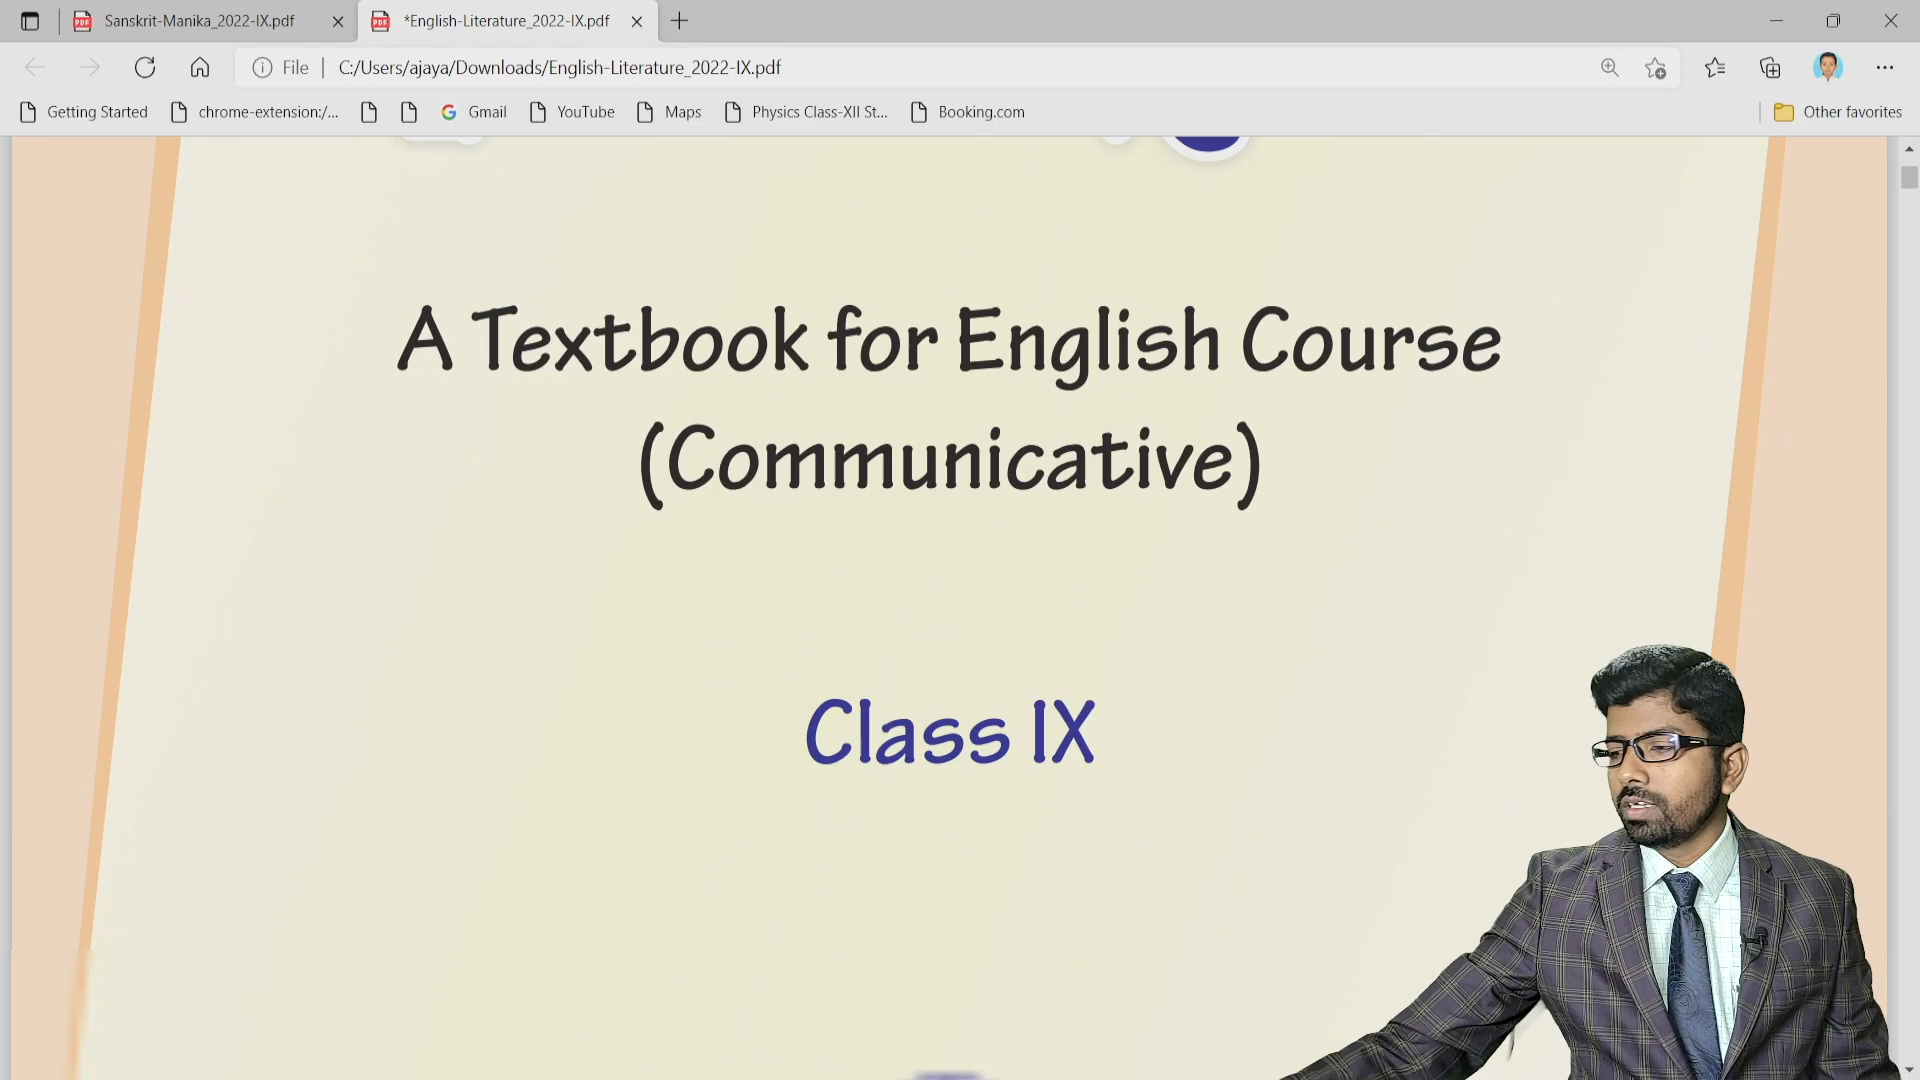 Sanskrit-Manika_2022-IX.pdf
*English-Literature_2022-IX.pdf
File
C:/Users/ajaya/Downloads/English-Literature_2022-IX.pdf
Getting Started
chrome-extension:/...
Gmail
YouTube
Maps
Physics Class-XII St...
Booking.com
Other favorites
A Textbook for English Course
(Communicative)
Class IX